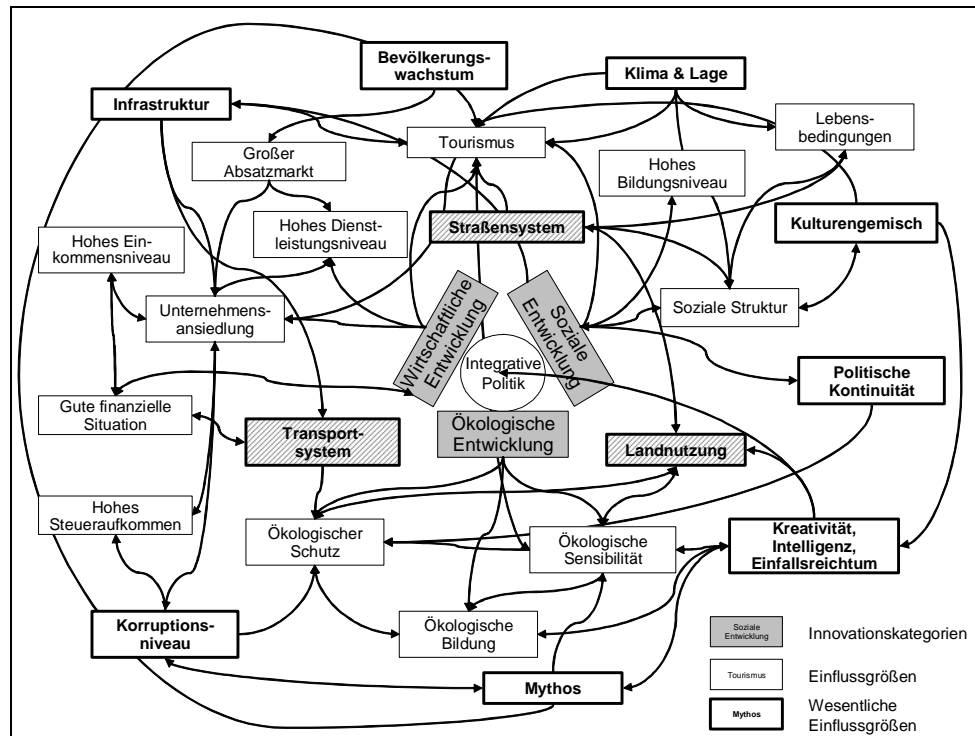 Bevölkerungs-
wachstum
Klima & Lage
Infrastruktur
Lebens-
bedingungen
Tourismus
Großer
Absatzmarkt
Hohes
Bildungsniveau
Hohes Dienst-
leistungsniveau
Straßensystem
Kulturengemisch
Hohes Ein-
kommensniveau
Unternehmens-
ansiedlung
Soziale Struktur
Wirtschaftliche
Entwicklung
Soziale
Entwicklung
Integrative
Politik
Politische
Kontinuität
Gute finanzielle
Situation
Ökologische
Entwicklung
Transport-
system
Landnutzung
Hohes
Steueraufkommen
Ökologischer
Schutz
Ökologische
Sensibilität
Kreativität,
Intelligenz,
Einfallsreichtum
Korruptions-
niveau
Ökologische
Bildung
Mythos
Soziale
Entwicklung
Innovationskategorien
Tourismus
Einflussgrößen
Mythos
Wesentliche
Einflussgrößen